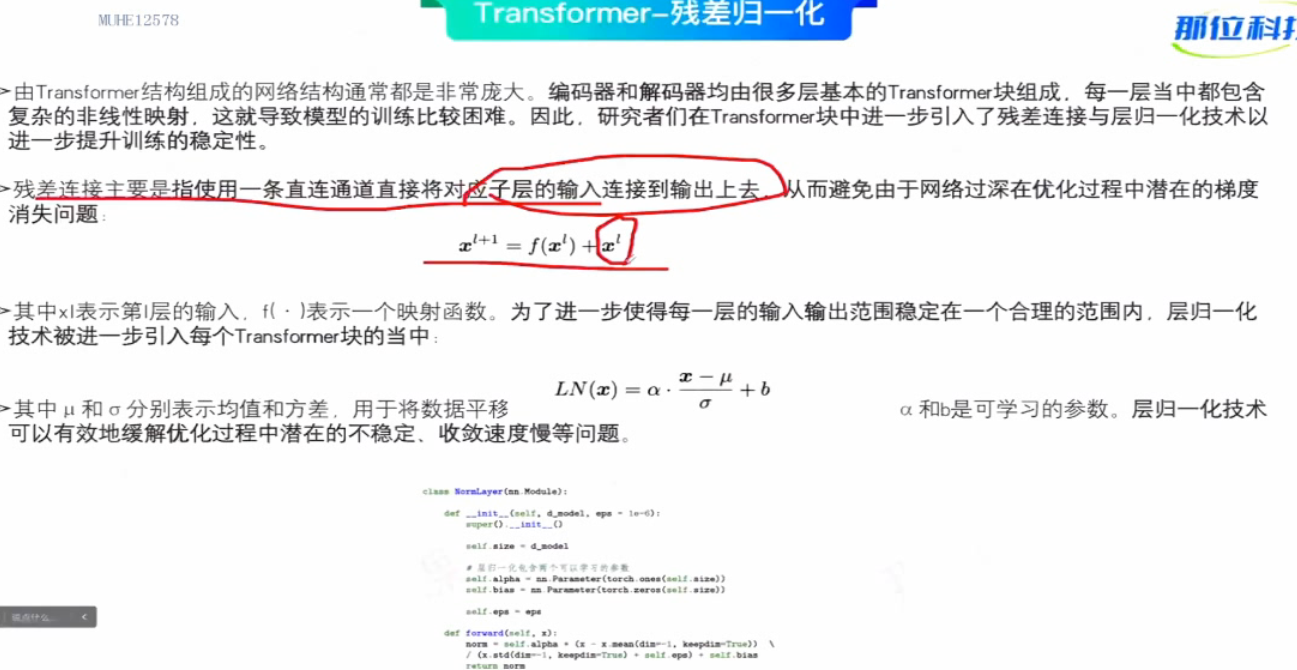 MUHE12578
Transformer-残差归一化
那位科技
➢由Transformer结构组成的网络结构通常都是非常庞大。编码器和解码器均由很多层基本的Transformer块组成，每一层当中都包含
复杂的非线性映射，这就导致模型的训练比较困难。因此，研究者们在Transformer块中进一步引入了残差连接与层归一化技术以
进一步提升训练的稳定性。
➢残差连接主要是指使用一条直连通道直接将对应子层的输入连接到输出上去，从而避免由于网络过深在优化过程中潜在的梯度
消失问题：
x^{l+1} = f(x^l) + x^l
➢其中xl表示第l层的输入，f(·)表示一个映射函数。为了进一步使得每一层的输入输出范围稳定在一个合理的范围内，层归一化
技术被进一步引入每个Transformer块的当中：
LN(x) = α · (x − μ) / σ + b
➢其中 μ 和 σ 分别表示均值和方差，用于将数据平移 α 和b是可学习的参数。层归一化技术
可以有效地缓解优化过程中潜在的不稳定、收敛速度慢等问题。
class NormLayer(nn.Module):
def __init__(self, d_model, eps = 1e-6):
super().__init__()
self.size = d_model
# 层归一化包含两个可以学习的参数
self.alpha = nn.Parameter(torch.ones(self.size))
self.bias = nn.Parameter(torch.zeros(self.size))
self.eps = eps
def forward(self, x):
norm = self.alpha * (x - x.mean(dim=-1, keepdim=True)) \
/ (x.std(dim=-1, keepdim=True) + self.eps) + self.bias
return norm
说点什么...